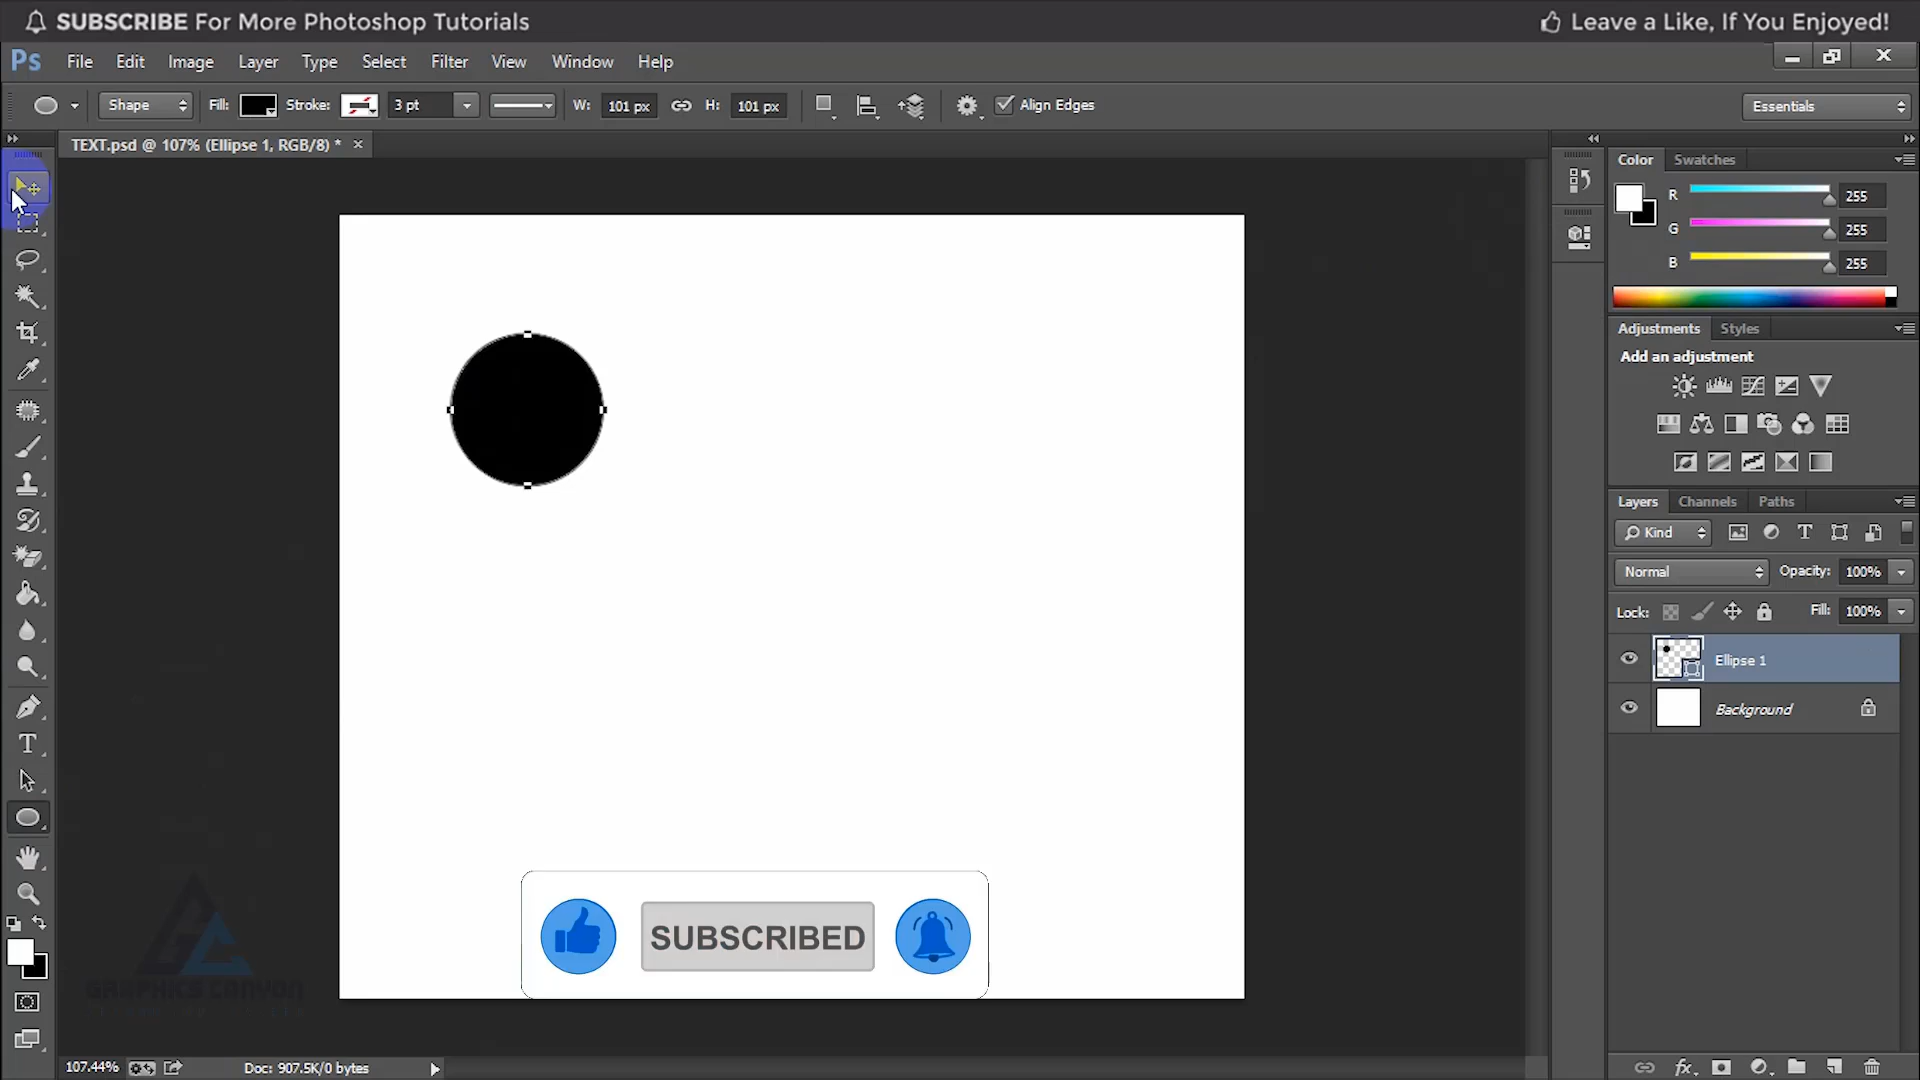 SUBSCRIBE For More Photoshop Tutorials
Leave a Like, If You Enjoyed!
Ps File Edit Image Layer Type Select Filter View Window Help
Shape Fill: Stroke: 3 pt W: 101 px H: 101 px Align Edges Essentials
TEXT.psd @ 107% (Ellipse 1, RGB/8) *
Color Swatches
R 255
G 255
B 255
Adjustments Styles
Add an adjustment
Layers Channels Paths
Kind
Normal Opacity: 100%
Lock: Fill: 100%
Ellipse 1
Background
SUBSCRIBED
GRAPHICS CANYON
107.44% Doc: 907.5K/0 bytes